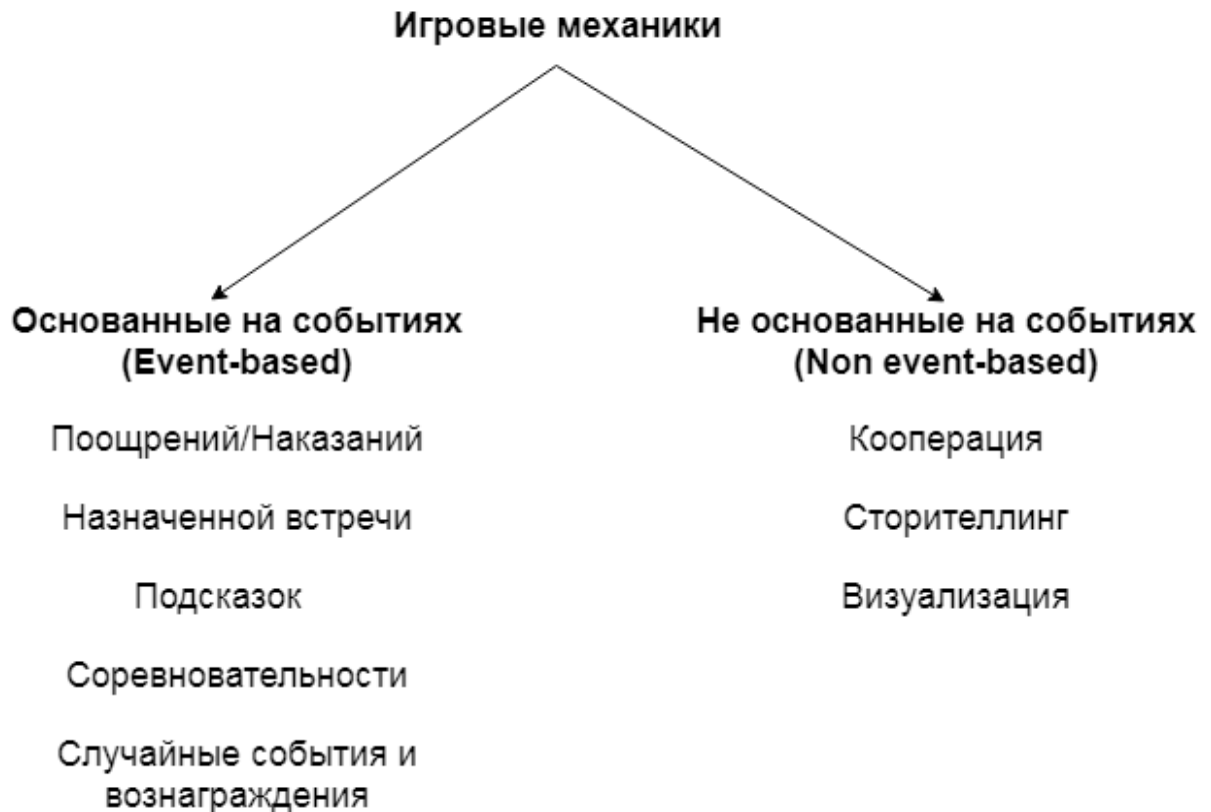 Игровые механики
Основанные на событиях
(Event-based)
Поощрений/Наказаний
Назначенной встречи
Подсказок
Соревновательности
Случайные события и
вознаграждения
Не основанные на событиях
(Non event-based)
Кооперация
Сторителлинг
Визуализация